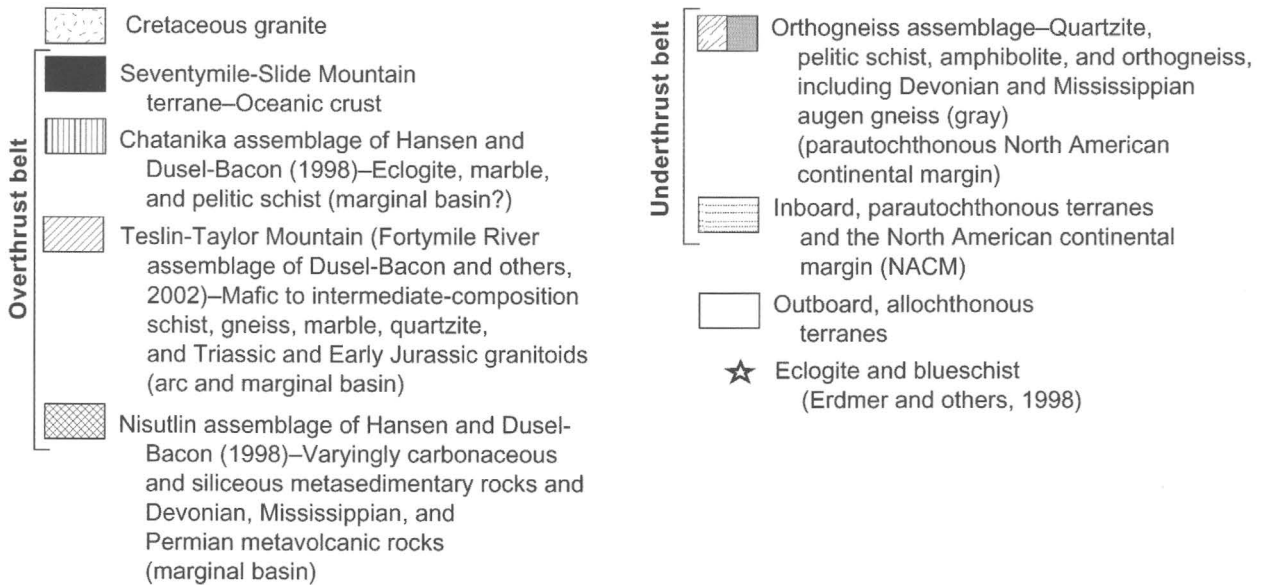 Cretaceous granite
Overthrust belt
Seventymile-Slide Mountain
terrane–Oceanic crust
Chatanika assemblage of Hansen and
Dusel-Bacon (1998)–Eclogite, marble,
and pelitic schist (marginal basin?)
Teslin-Taylor Mountain (Fortymile River
assemblage of Dusel-Bacon and others,
2002)–Mafic to intermediate-composition
schist, gneiss, marble, quartzite,
and Triassic and Early Jurassic granitoids
(arc and marginal basin)
Nisutlin assemblage of Hansen and Dusel-
Bacon (1998)–Varyingly carbonaceous
and siliceous metasedimentary rocks and
Devonian, Mississippian, and
Permian metavolcanic rocks
(marginal basin)
Underthrust belt
Orthogneiss assemblage–Quartzite,
pelitic schist, amphibolite, and orthogneiss,
including Devonian and Mississippian
augen gneiss (gray)
(parautochthonous North American
continental margin)
Inboard, parautochthonous terranes
and the North American continental
margin (NACM)
Outboard, allochthonous
terranes
Eclogite and blueschist
(Erdmer and others, 1998)